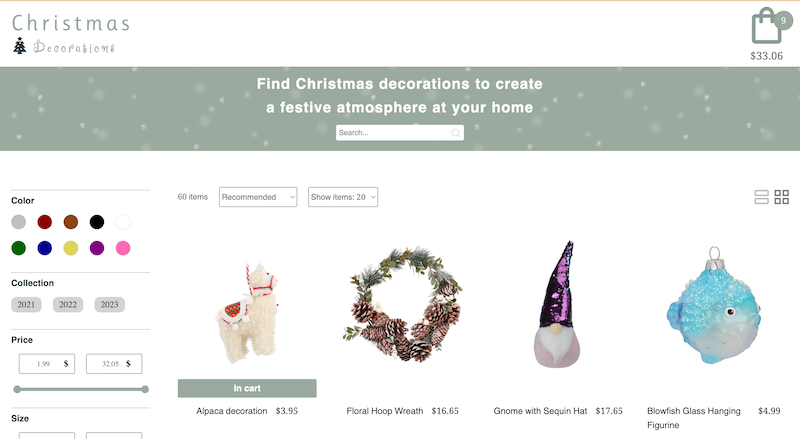 Christmas
Decorations
9
$33.06
Find Christmas decorations to create
a festive atmosphere at your home
Search...
60 items
Recommended
Show items: 20
Color
Collection
2021 2022 2023
Price
1.99 $ 32.05 $
Size
In cart
Alpaca decoration $3.95
Floral Hoop Wreath $16.65
Gnome with Sequin Hat $17.65
Blowfish Glass Hanging
Figurine
$4.99